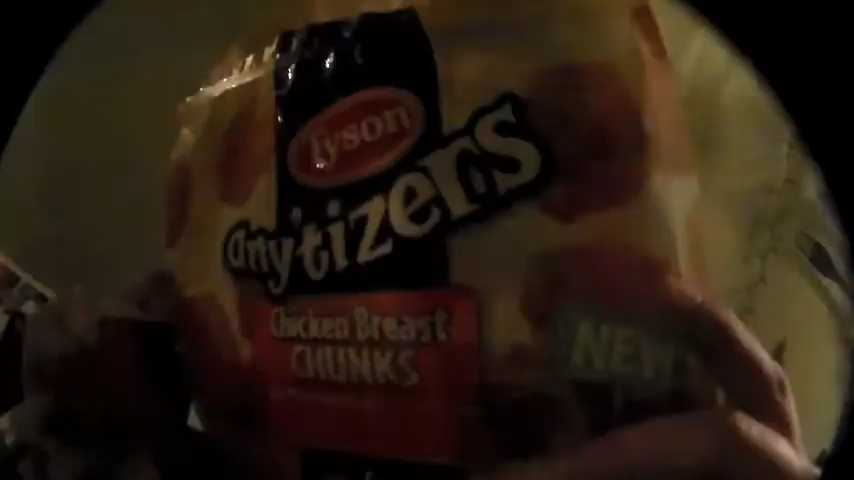 Tyson
any'tizers
Chicken Breast
CHUNKS
NEW